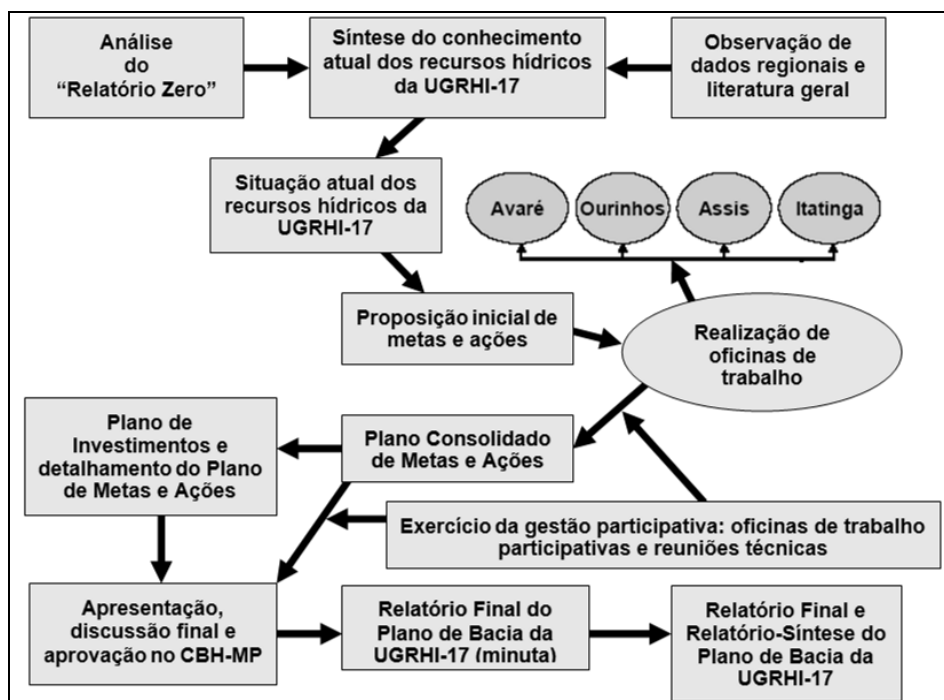 Análise
do
“Relatório Zero”
Síntese do conhecimento
atual dos recursos hídricos
da UGRHI-17
Observação de
dados regionais e
literatura geral
Situação atual dos
recursos hídricos da
UGRHI-17
Avaré
Ourinhos
Assis
Itatinga
Proposição inicial de
metas e ações
Realização de
oficinas de
trabalho
Plano de
Investimentos e
detalhamento do Plano
de Metas e Ações
Plano Consolidado
de Metas e Ações
Exercício da gestão participativa: oficinas de trabalho
participativas e reuniões técnicas
Apresentação,
discussão final e
aprovação no CBH-MP
Relatório Final do
Plano de Bacia da
UGRHI-17 (minuta)
Relatório Final e
Relatório-Síntese do
Plano de Bacia da
UGRHI-17